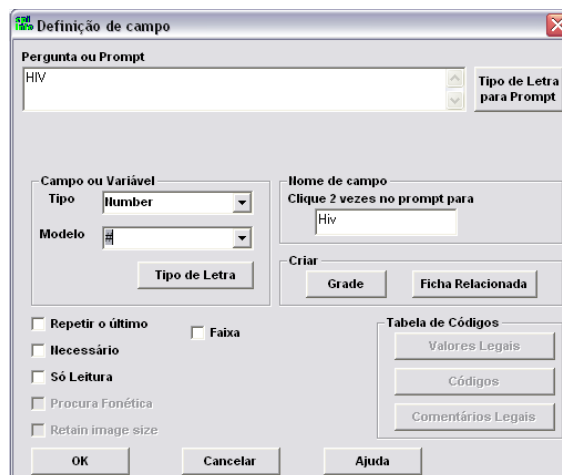 Definição de campo
Pergunta ou Prompt
HIV
Tipo de Letra
para Prompt
Campo ou Variável
Tipo
Number
Modelo
#
Tipo de Letra
Nome de campo
Clique 2 vezes no prompt para
Hiv
Criar
Grade
Ficha Relacionada
Repetir o último
Faixa
Necessário
Só Leitura
Procura Fonética
Retain image size
Tabela de Códigos
Valores Legais
Códigos
Comentários Legais
OK
Cancelar
Ajuda